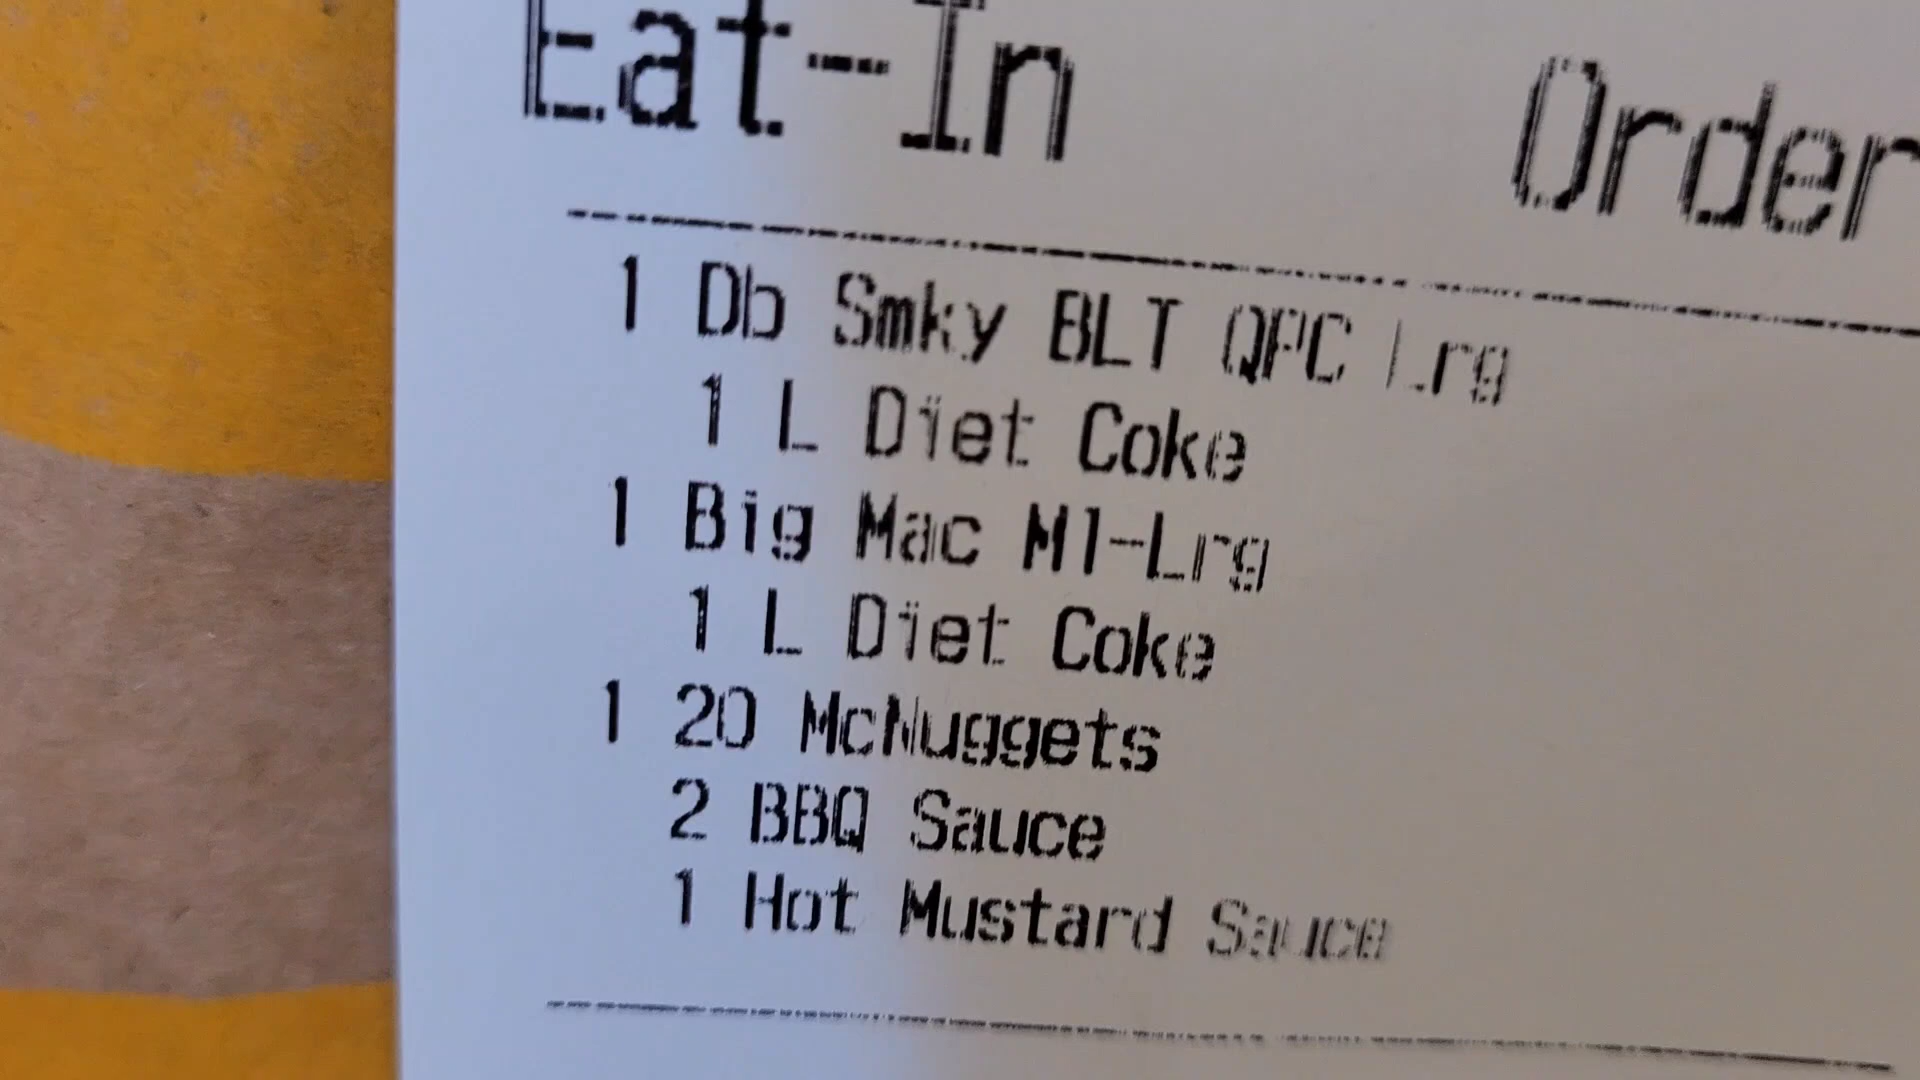 Eat-In Order
1 Db Smky BLT QPC Lrg
1 L Diet Coke
1 Big Mac M1-Lrg
1 L Diet Coke
1 20 McNuggets
2 BBQ Sauce
1 Hot Mustard Sauce